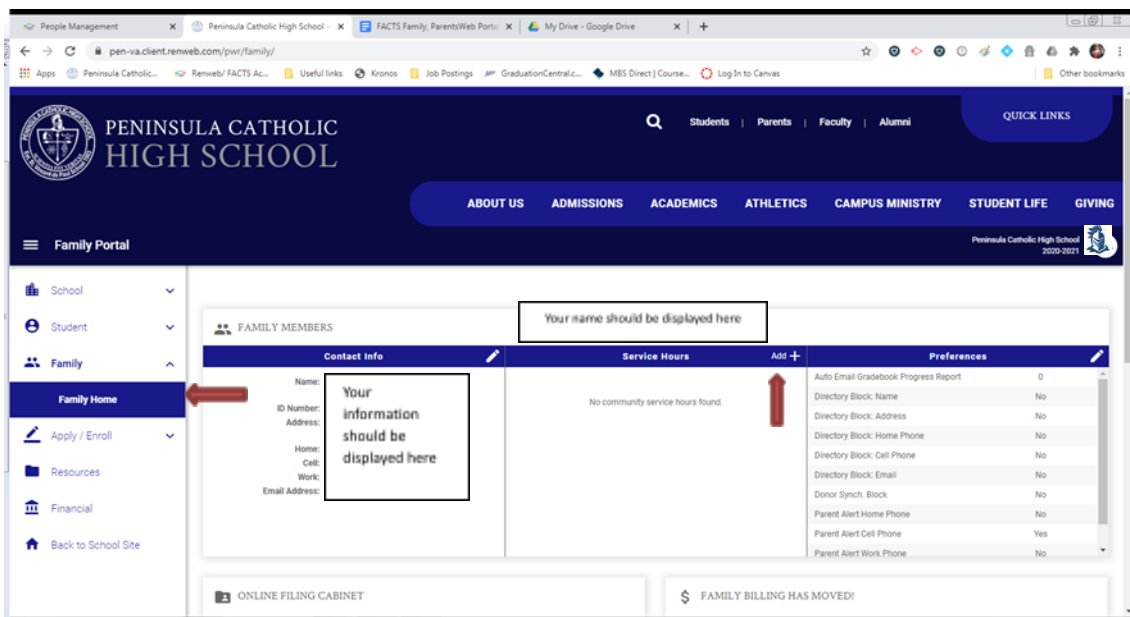 People Management
Peninsula Catholic High School -
FACTS Family, ParentsWeb Porta
My Drive - Google Drive
pen-va.client.renweb.com/pwr/family/
Apps
Peninsula Catholic...
Renweb/ FACTS Ac...
Useful links
Kronos
Job Postings
GraduationCentral.c...
MBS Direct | Course...
Log In to Canvas
Other bookmarks
PENINSULA CATHOLIC
HIGH SCHOOL
Students | Parents | Faculty | Alumni
QUICK LINKS
ABOUT US ADMISSIONS ACADEMICS ATHLETICS CAMPUS MINISTRY STUDENT LIFE GIVING
Family Portal
Peninsula Catholic High School
2020-2021
School
Student
Family
Family Home
Apply / Enroll
Resources
Financial
Back to School Site
FAMILY MEMBERS
Your name should be displayed here
Contact Info
Name:
ID Number:
Address:
Home:
Cell:
Work:
Email Address:
Your
information
should be
displayed here
Service Hours Add +
No community service hours found.
Preferences
Auto Email Gradebook Progress Report 0
Directory Block: Name No
Directory Block: Address No
Directory Block: Home Phone No
Directory Block: Cell Phone No
Directory Block: Email No
Donor Synch. Block No
Parent Alert Home Phone No
Parent Alert Cell Phone Yes
Parent Alert Work Phone No
ONLINE FILING CABINET
$ FAMILY BILLING HAS MOVED!